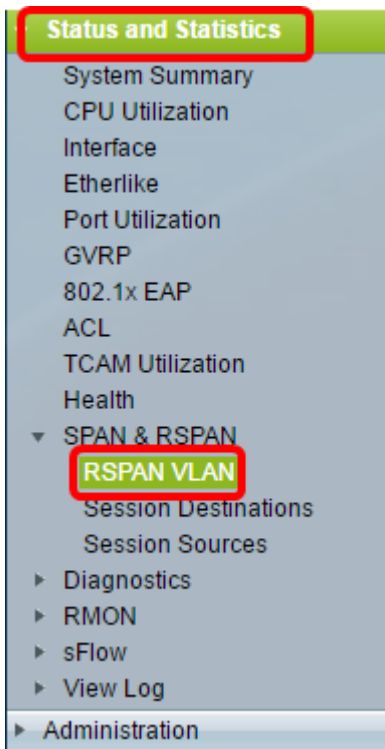 Status and Statistics
System Summary
CPU Utilization
Interface
Etherlike
Port Utilization
GVRP
802.1x EAP
ACL
TCAM Utilization
Health
SPAN & RSPAN
RSPAN VLAN
Session Destinations
Session Sources
Diagnostics
RMON
sFlow
View Log
Administration